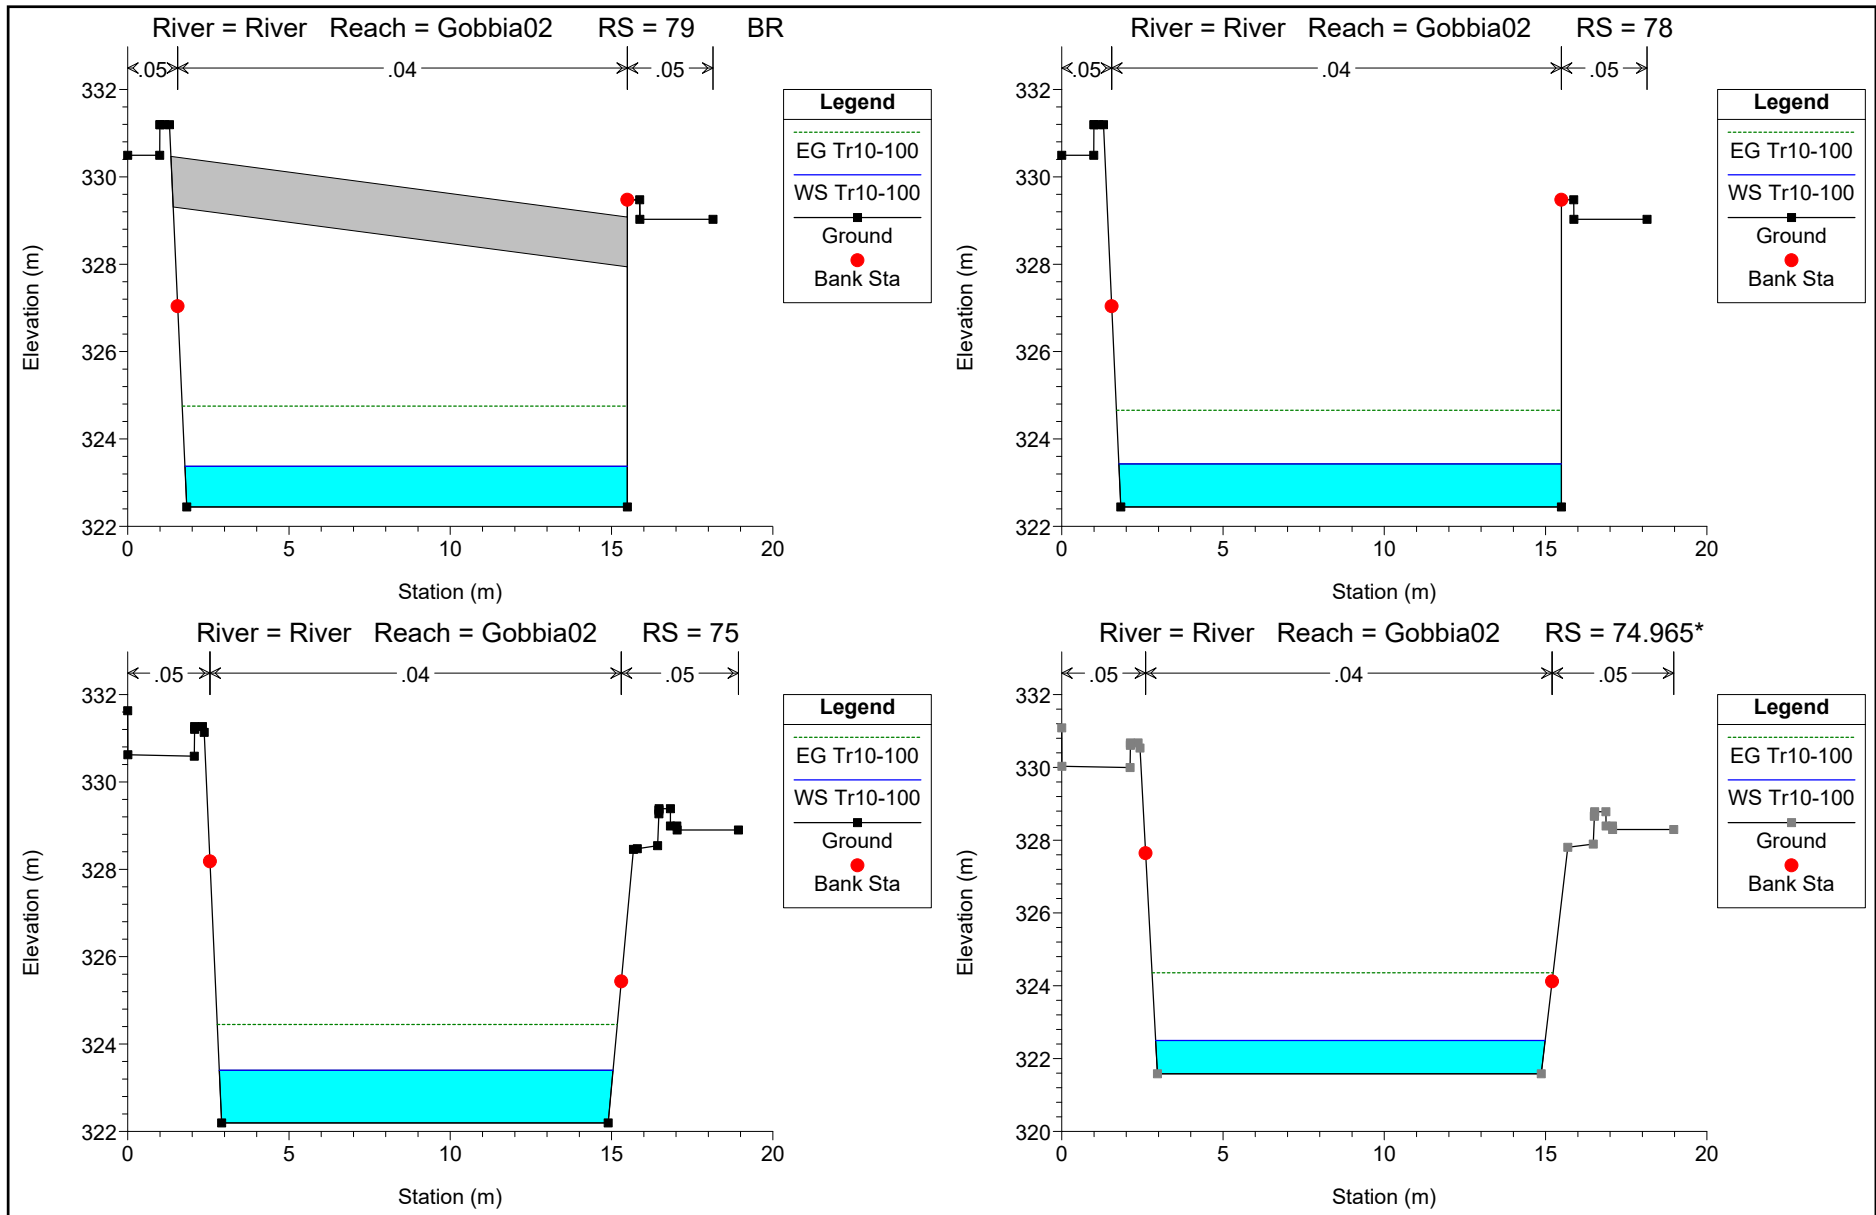 River = River Reach = Gobbia02 RS = 79 BR
.05 .04 .05
332
330
328
326
324
322
0 5 10 15 20
Elevation (m)
Station (m)
Legend
EG Tr10-100
WS Tr10-100
Ground
Bank Sta
River = River Reach = Gobbia02 RS = 78
.05 .04 .05
332
330
328
326
324
322
0 5 10 15 20
Elevation (m)
Station (m)
Legend
EG Tr10-100
WS Tr10-100
Ground
Bank Sta
River = River Reach = Gobbia02 RS = 75
.05 .04 .05
332
330
328
326
324
322
0 5 10 15 20
Elevation (m)
Station (m)
Legend
EG Tr10-100
WS Tr10-100
Ground
Bank Sta
River = River Reach = Gobbia02 RS = 74.965*
.05 .04 .05
332
330
328
326
324
322
320
0 5 10 15 20
Elevation (m)
Station (m)
Legend
EG Tr10-100
WS Tr10-100
Ground
Bank Sta